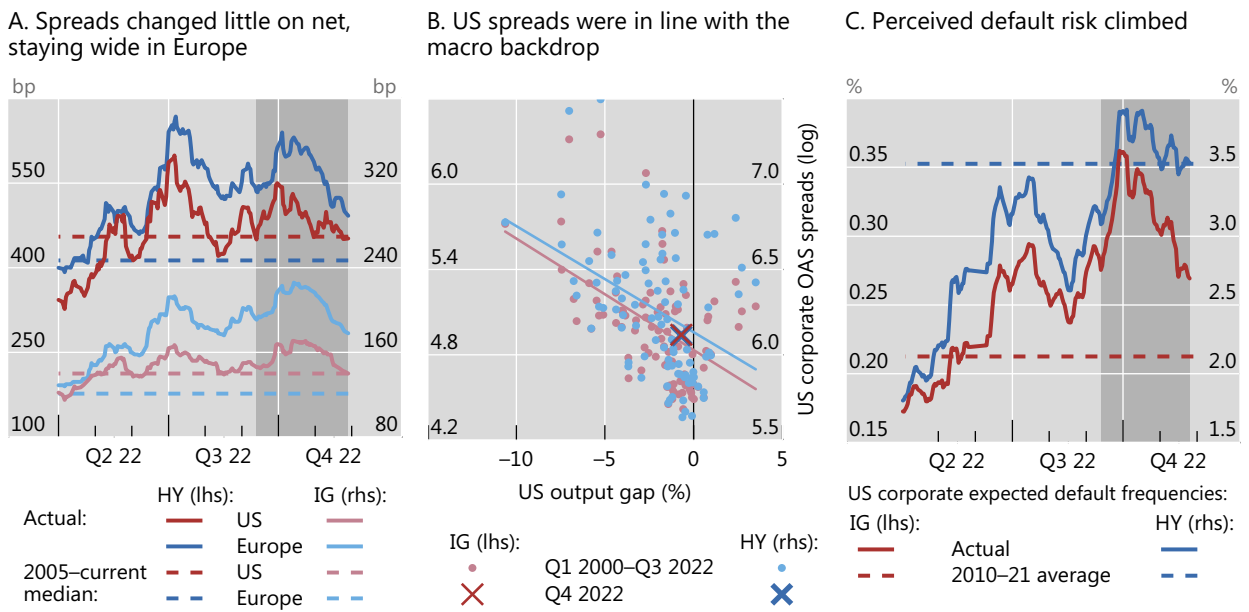 A. Spreads changed little on net,
staying wide in Europe
bp
bp
550
400
250
100
320
240
160
80
Q2 22
Q3 22
Q4 22
HY (lhs):
IG (rhs):
Actual:
US
Europe
2005–current
median:
US
Europe
B. US spreads were in line with the
macro backdrop
6.0
5.4
4.8
4.2
7.0
6.5
6.0
5.5
US corporate OAS spreads (log)
–10
–5
0
5
US output gap (%)
IG (lhs):
HY (rhs):
Q1 2000–Q3 2022
Q4 2022
C. Perceived default risk climbed
%
%
0.35
0.30
0.25
0.20
0.15
3.5
3.0
2.5
2.0
1.5
Q2 22
Q3 22
Q4 22
US corporate expected default frequencies:
IG (lhs):
HY (rhs):
Actual
2010–21 average